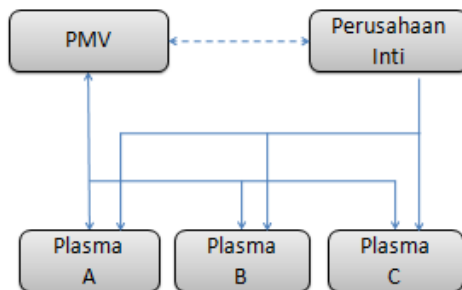 PMV
Perusahaan
Inti
Plasma
A
Plasma
B
Plasma
C